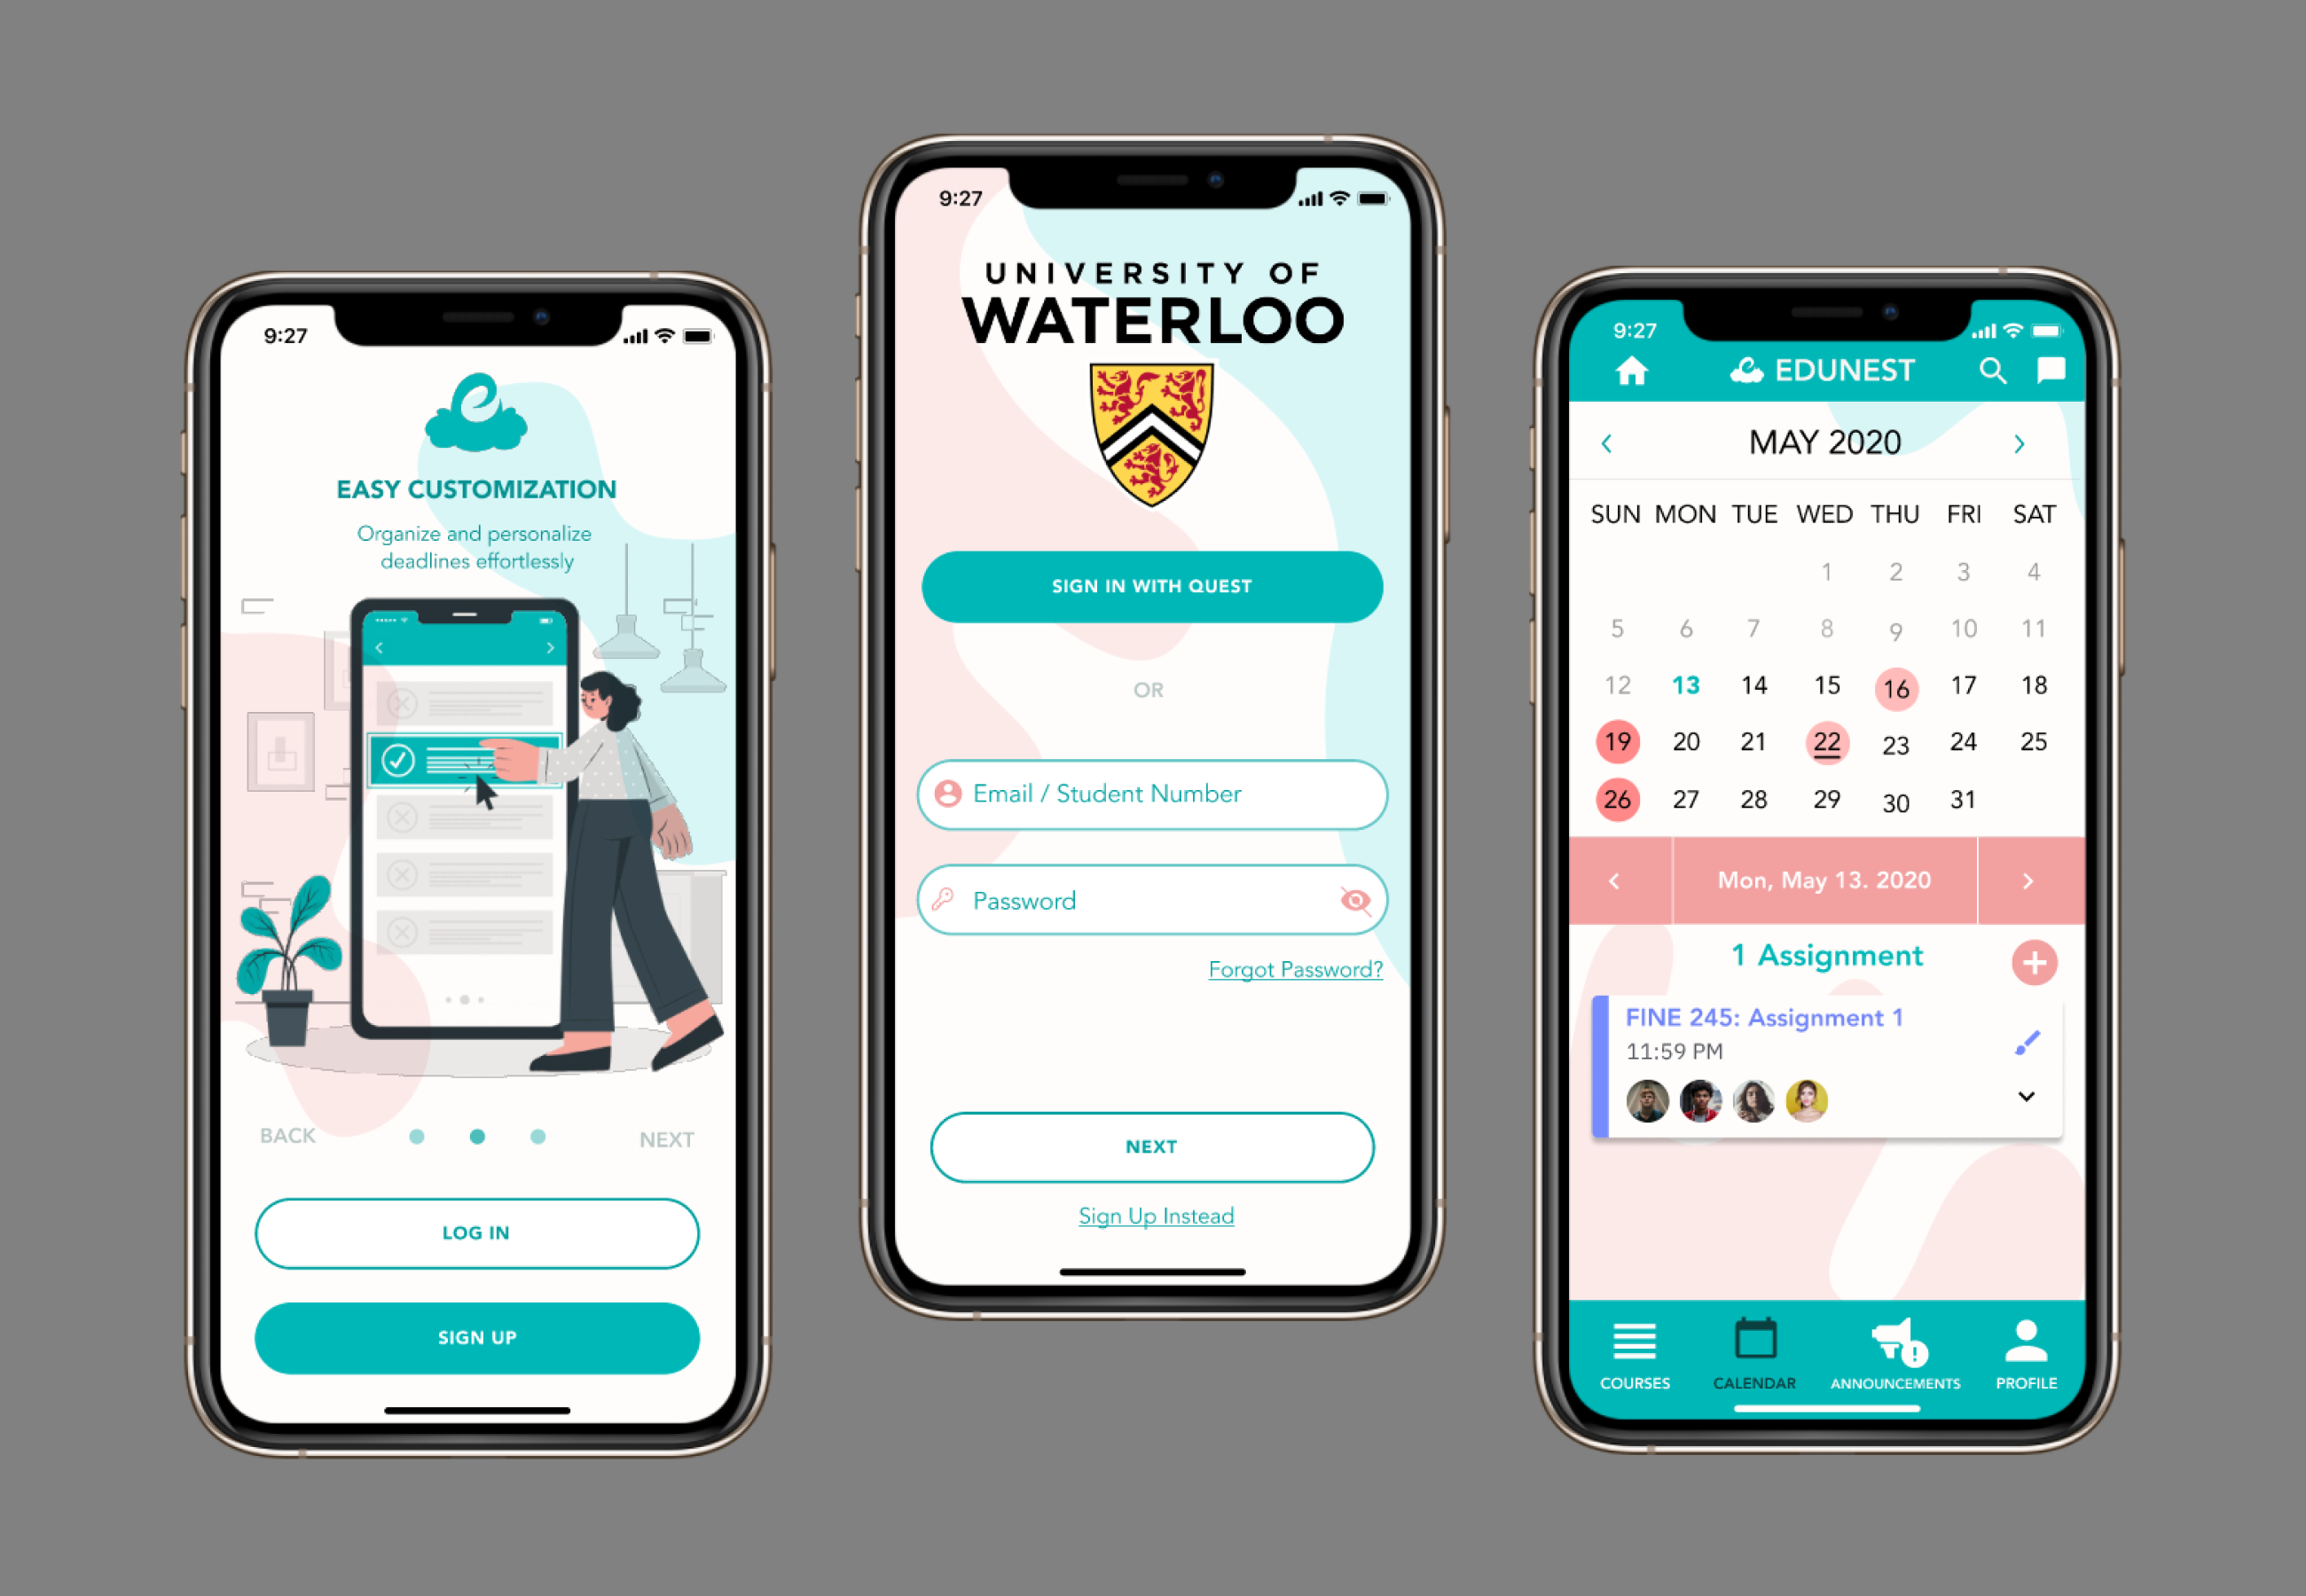 9:27
EASY CUSTOMIZATION
Organize and personalize
deadlines effortlessly
BACK
NEXT
LOG IN
SIGN UP
9:27
UNIVERSITY OF
WATERLOO
SIGN IN WITH QUEST
OR
Email / Student Number
Password
Forgot Password?
NEXT
Sign Up Instead
9:27
EDUNEST
MAY 2020
SUN MON TUE WED THU FRI SAT
1 2 3 4
5 6 7 8 9 10 11
12 13 14 15 16 17 18
19 20 21 22 23 24 25
26 27 28 29 30 31
Mon, May 13. 2020
1 Assignment
FINE 245: Assignment 1
11:59 PM
COURSES CALENDAR ANNOUNCEMENTS PROFILE